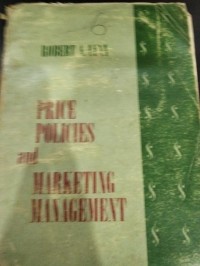 ROBERT
PRICE
POLICIES
and
MARKETING
MANAGEMENT